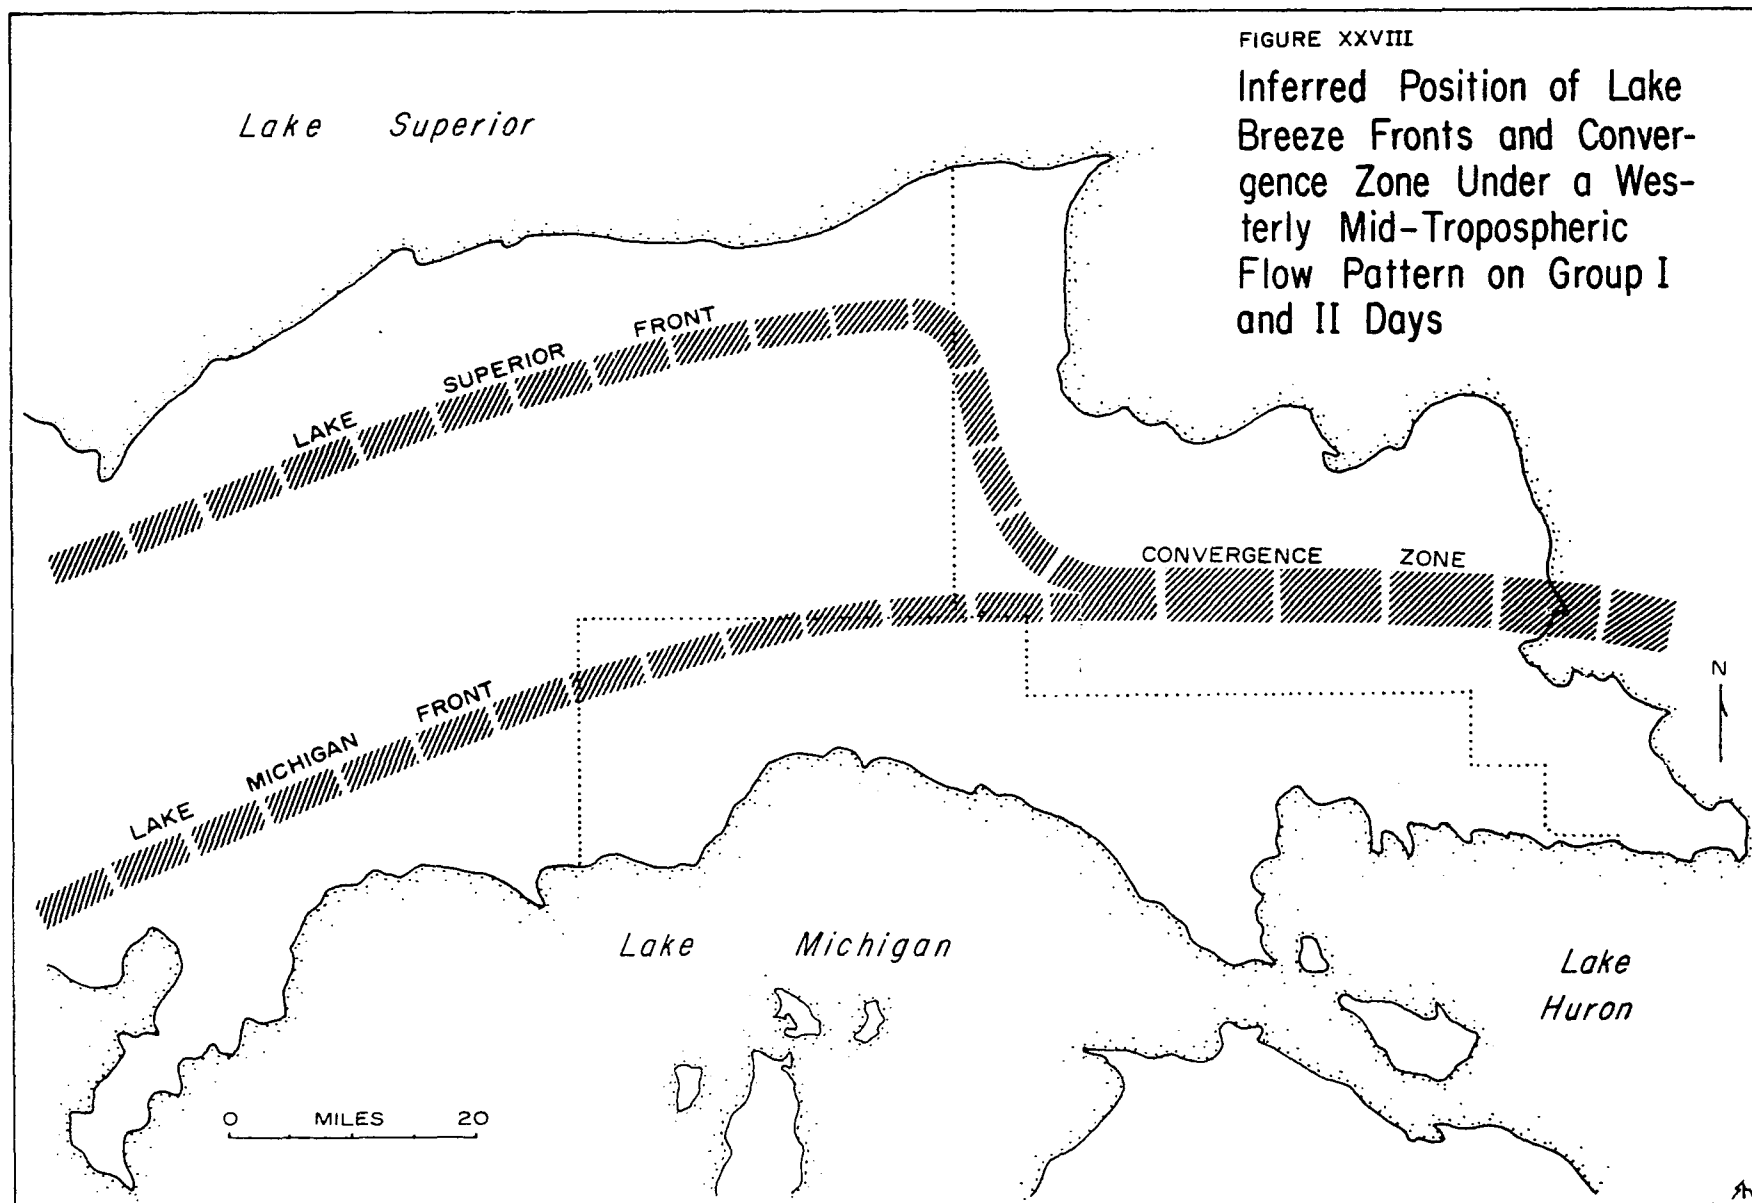 FIGURE XXVIII
Inferred Position of Lake
Breeze Fronts and Conver-
gence Zone Under a Wes-
terly Mid-Tropospheric
Flow Pattern on Group I
and II Days
Lake Superior
LAKE SUPERIOR FRONT
CONVERGENCE ZONE
LAKE MICHIGAN FRONT
N
Lake Michigan
Lake
Huron
0 MILES 20